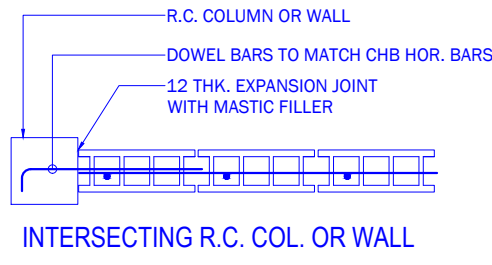 R.C. COLUMN OR WALL
DOWEL BARS TO MATCH CHB HOR. BARS
12 THK. EXPANSION JOINT
WITH MASTIC FILLER
INTERSECTING R.C. COL. OR WALL